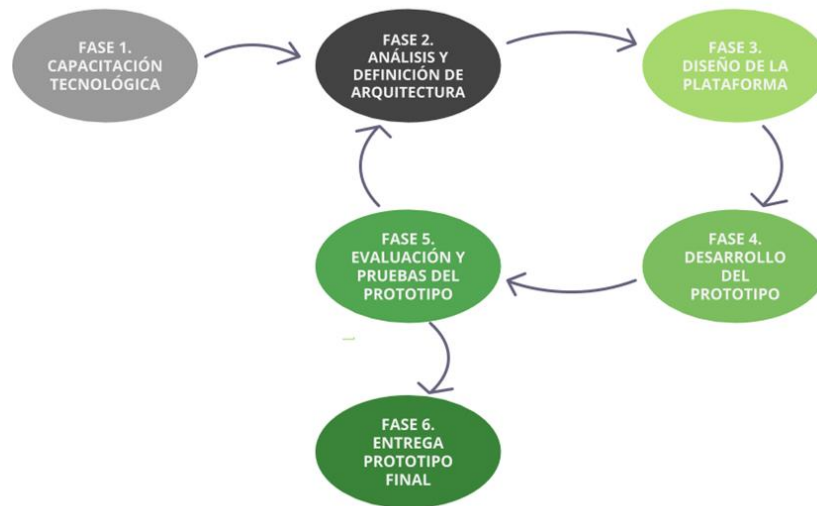 FASE 1.
CAPACITACIÓN
TECNOLÓGICA
FASE 2.
ANÁLISIS Y
DEFINICIÓN DE
ARQUITECTURA
FASE 3.
DISEÑO DE LA
PLATAFORMA
FASE 4.
DESARROLLO
DEL
PROTOTIPO
FASE 5.
EVALUACIÓN Y
PRUEBAS DEL
PROTOTIPO
FASE 6.
ENTREGA
PROTOTIPO
FINAL